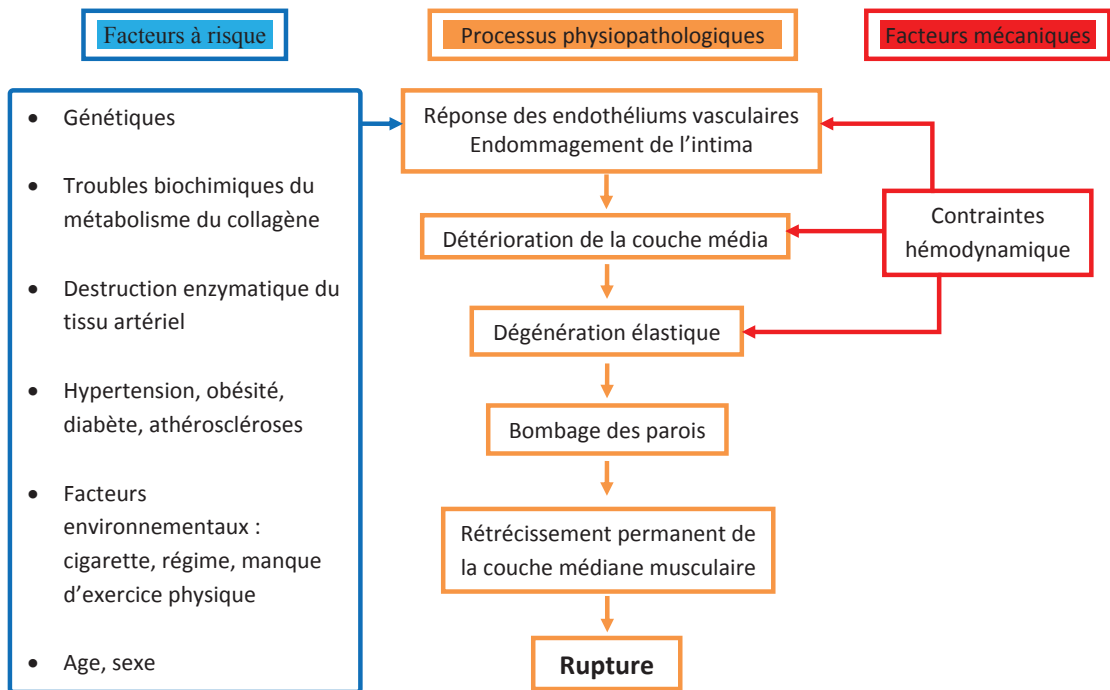 Facteurs à risque
Processus physiopathologiques
Facteurs mécaniques
• Génétiques
• Troubles biochimiques du
métabolisme du collagène
• Destruction enzymatique du
tissu artériel
• Hypertension, obésité,
diabète, athéroscléroses
• Facteurs
environnementaux :
cigarette, régime, manque
d’exercice physique
• Age, sexe
Réponse des endothéliums vasculaires
Endommagement de l’intima
Détérioration de la couche média
Dégénération élastique
Bombage des parois
Rétrécissement permanent de
la couche médiane musculaire
Rupture
Contraintes
hémodynamique